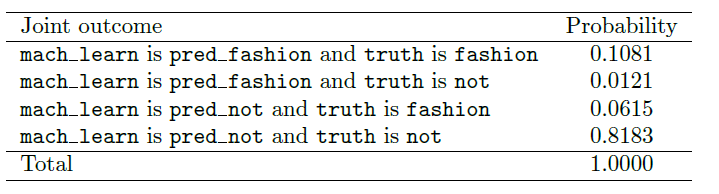 Joint outcome Probability
mach_learn is pred_fashion and truth is fashion 0.1081
mach_learn is pred_fashion and truth is not 0.0121
mach_learn is pred_not and truth is fashion 0.0615
mach_learn is pred_not and truth is not 0.8183
Total 1.0000